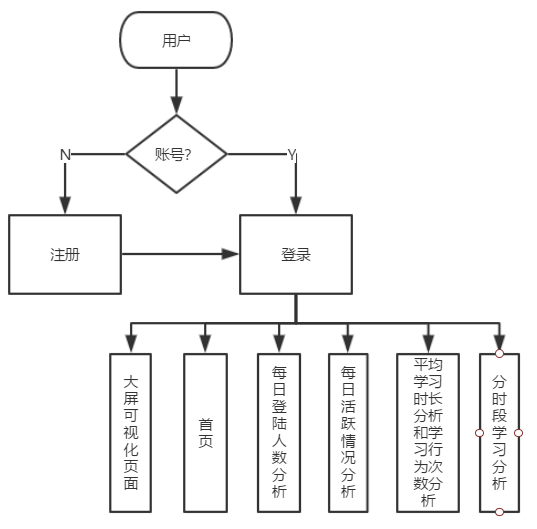 用户
账号?
N
Y
注册
登录
大屏可视化页面
首页
每日登陆人数分析
每日活跃情况分析
平均学习时长分析和学习行为次数分析
分时段学习分析